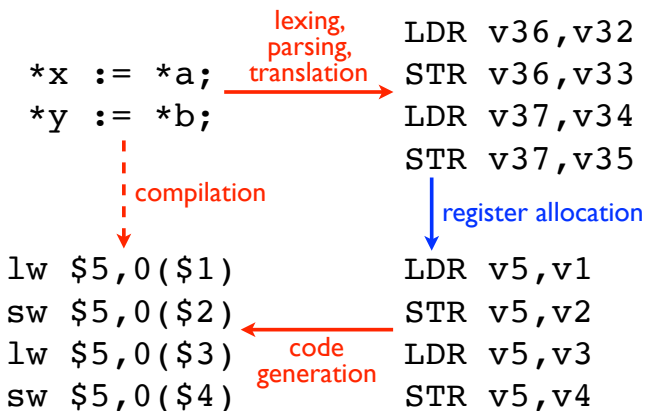 *x := *a;
*y := *b;
lexing,
parsing,
translation
LDR v36,v32
STR v36,v33
LDR v37,v34
STR v37,v35
compilation
register allocation
lw $5,0($1)
sw $5,0($2)
lw $5,0($3)
sw $5,0($4)
code
generation
LDR v5,v1
STR v5,v2
LDR v5,v3
STR v5,v4